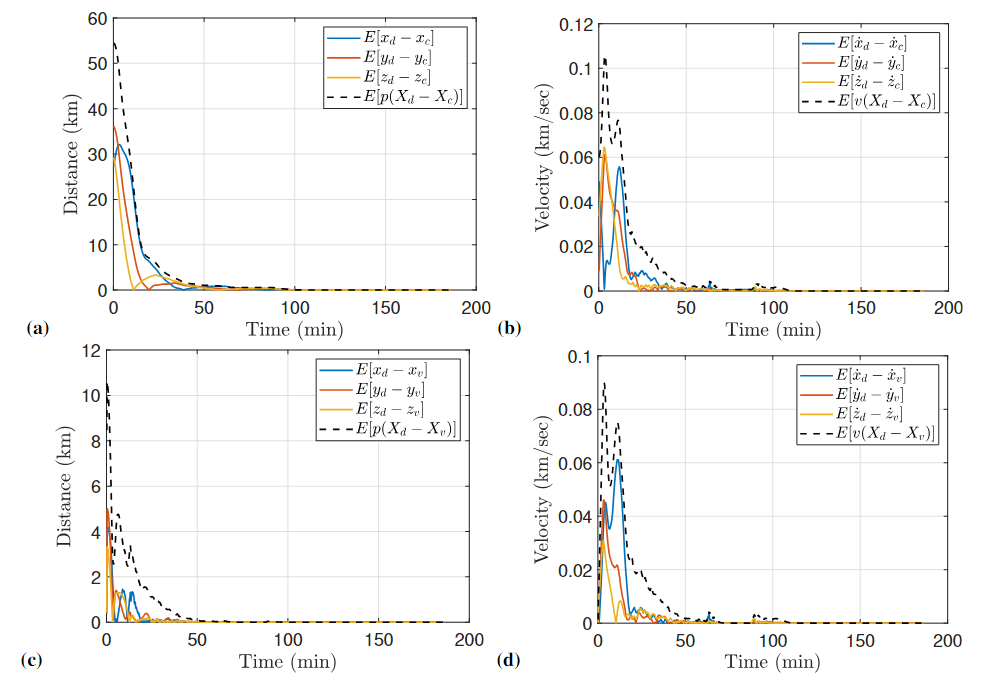 60
50
40
30
20
10
0
0 50 100 150 200
Distance (km)
Time (min)
E[x_d − x_c]
E[y_d − y_c]
E[z_d − z_c]
E[p(X_d − X_c)]
(a)
0.12
0.1
0.08
0.06
0.04
0.02
0
0 50 100 150 200
Velocity (km/sec)
Time (min)
E[ẋ_d − ẋ_c]
E[ẏ_d − ẏ_c]
E[ż_d − ż_c]
E[v(X_d − X_c)]
(b)
12
10
8
6
4
2
0
0 50 100 150 200
Distance (km)
Time (min)
E[x_d − x_v]
E[y_d − y_v]
E[z_d − z_v]
E[p(X_d − X_v)]
(c)
0.1
0.08
0.06
0.04
0.02
0
0 50 100 150 200
Velocity (km/sec)
Time (min)
E[ẋ_d − ẋ_v]
E[ẏ_d − ẏ_v]
E[ż_d − ż_v]
E[v(X_d − X_v)]
(d)